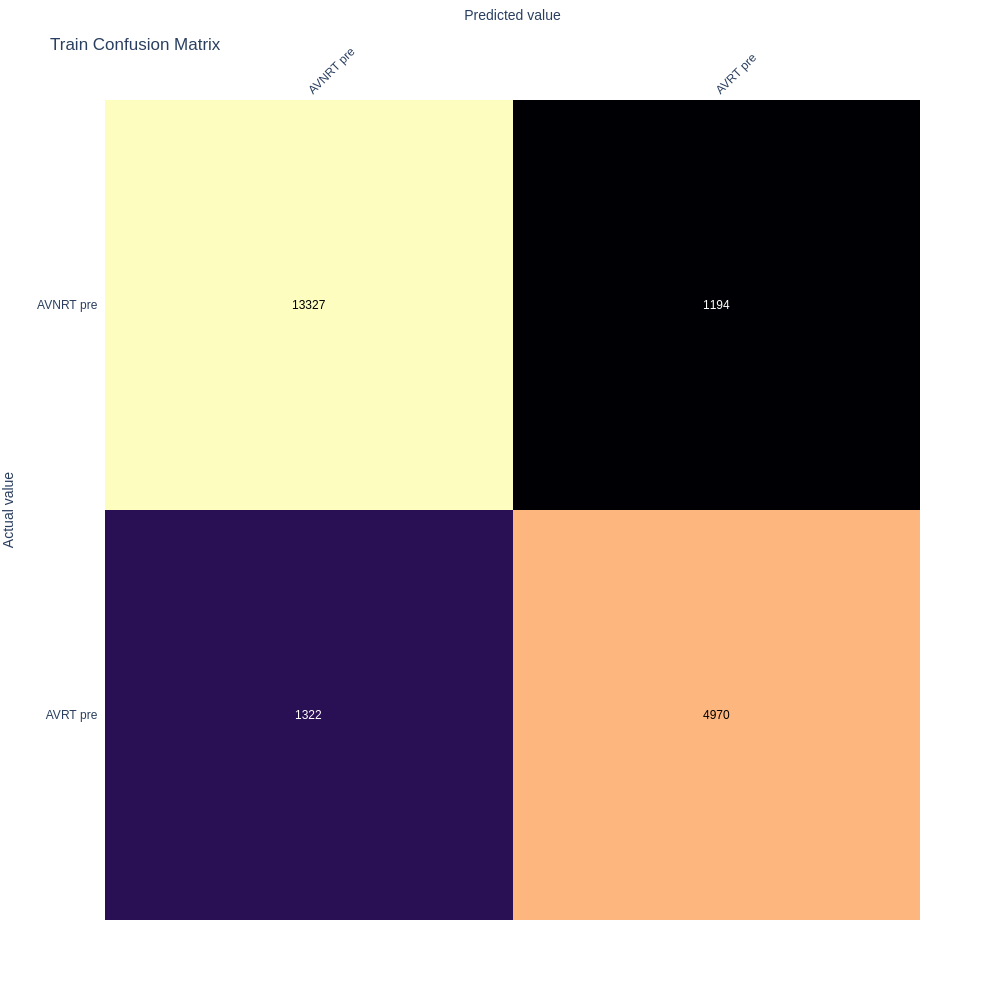 Predicted value
Train Confusion Matrix
AVNRT pre
AVRT pre
AVNRT pre
13327
1194
Actual value
AVRT pre
1322
4970